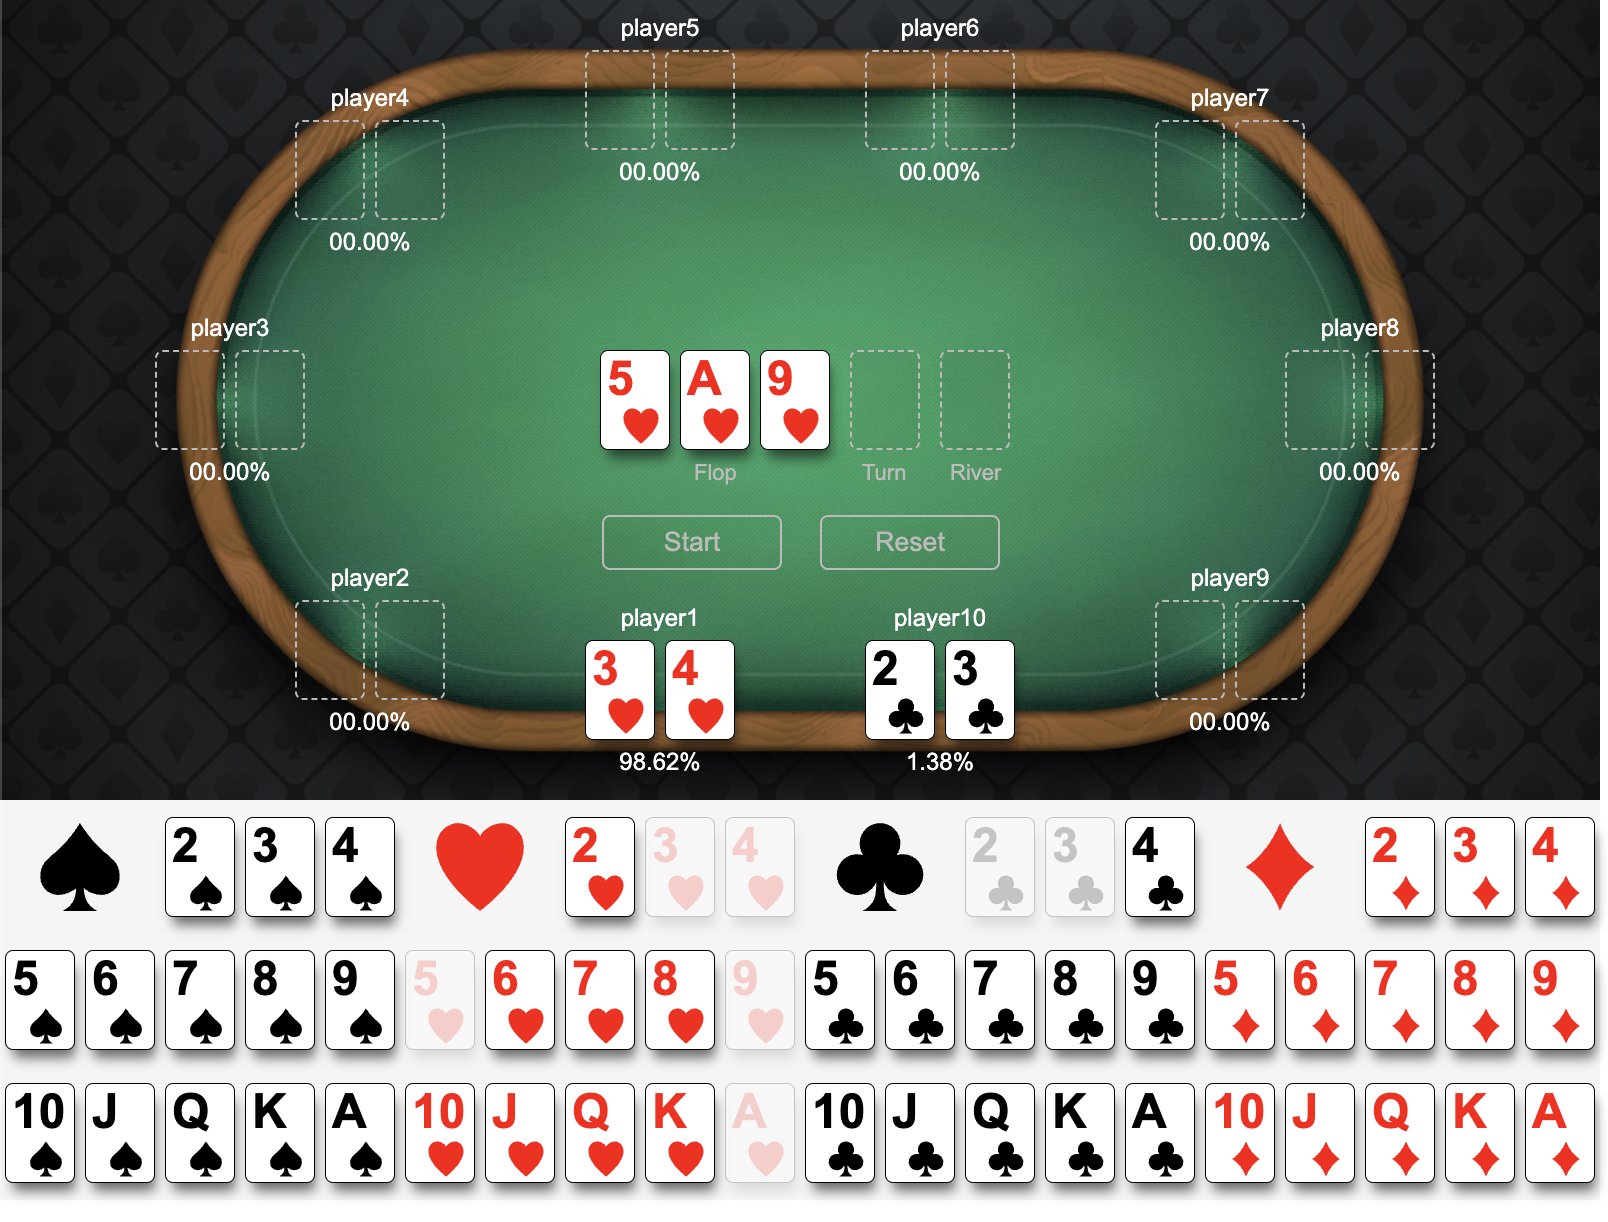 player5
player6
player4
player7
00.00%
00.00%
00.00%
00.00%
player3
player8
5 A 9
00.00%
Flop
Turn
River
00.00%
Start
Reset
player2
player9
player1
player10
3 4
2 3
00.00%
00.00%
98.62%
1.38%
2 3 4 2 3 4 2 3 4 2 3 4
5 6 7 8 9 5 6 7 8 9 5 6 7 8 9 5 6 7 8 9
10 J Q K A 10 J Q K A 10 J Q K A 10 J Q K A